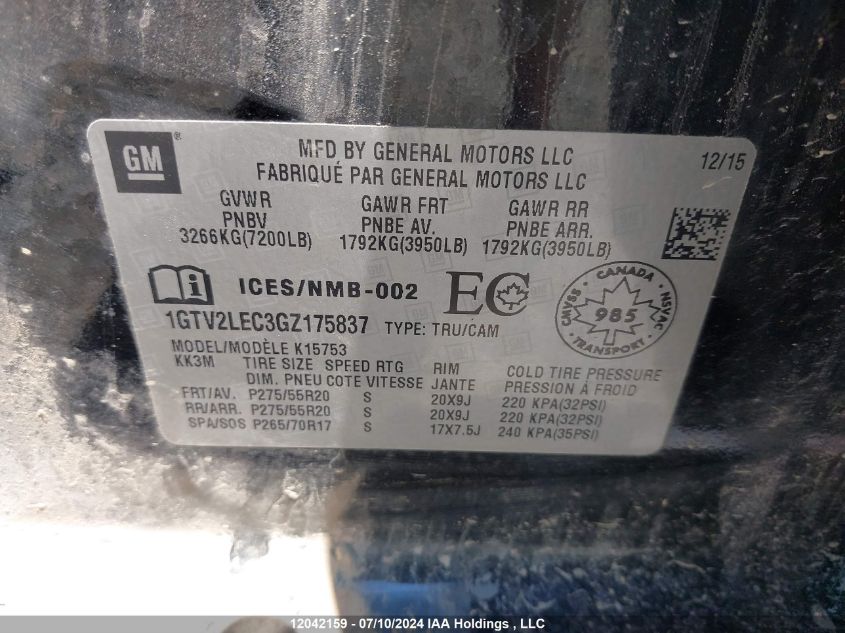 GM
MFD BY GENERAL MOTORS LLC
FABRIQUÉ PAR GENERAL MOTORS LLC
12/15
GVWR
PNBV
3266KG(7200LB)
GAWR FRT
PNBE AV.
1792KG(3950LB)
GAWR RR
PNBE ARR.
1792KG(3950LB)
ICES/NMB-002
EC
CANADA
CMVSS
985
NSVAC
TRANSPORT
1GTV2LEC3GZ175837 TYPE: TRU/CAM
MODEL/MODÈLE K15753
KK3M TIRE SIZE SPEED RTG RIM COLD TIRE PRESSURE
DIM. PNEU COTE VITESSE JANTE PRESSION À FROID
FRT/AV. P275/55R20 S 20X9J 220 KPA(32PSI)
RR/ARR. P275/55R20 S 20X9J 220 KPA(32PSI)
SPA/SOS P265/70R17 S 17X7.5J 240 KPA(35PSI)
12042159 - 07/10/2024 IAA Holdings, LLC